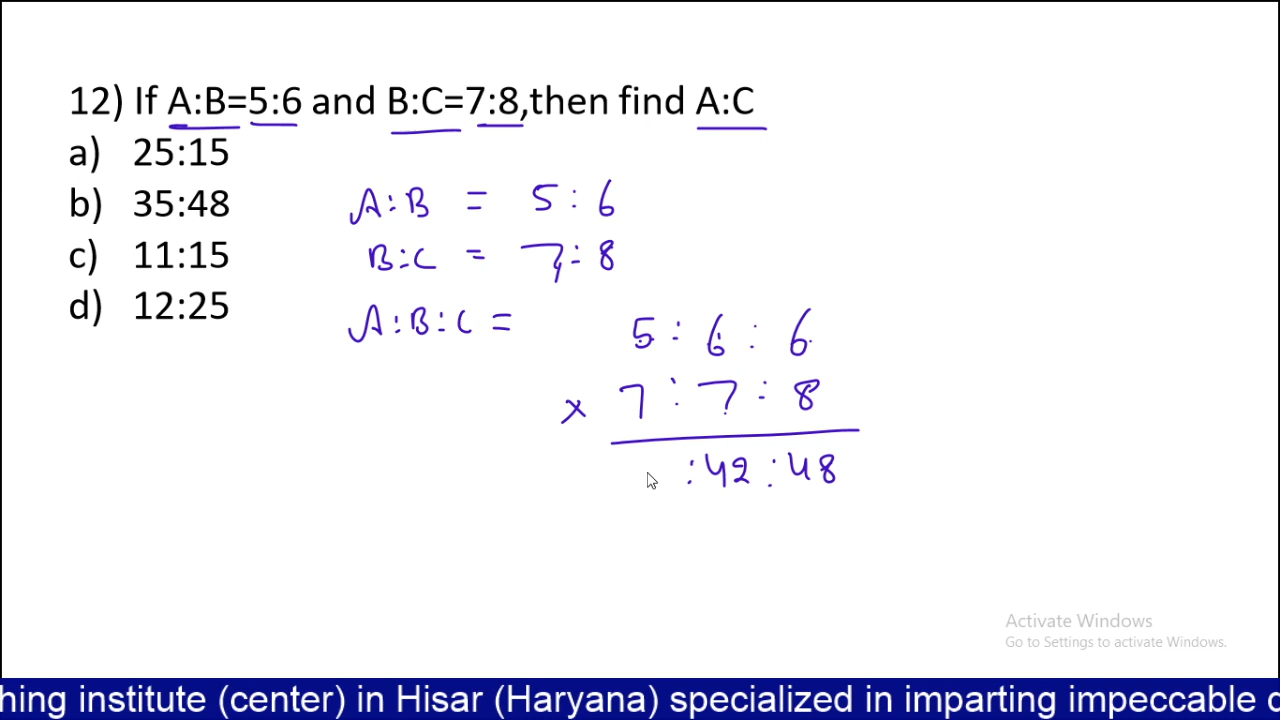 12) If A:B=5:6 and B:C=7:8,then find A:C
a) 25:15
b) 35:48
c) 11:15
d) 12:25
A:B = 5:6
B:C = 7:8
A:B:C = 5:6:6
× 7:7:8
:42:48
Activate Windows
Go to Settings to activate Windows.
hing institute (center) in Hisar (Haryana) specialized in imparting impeccable